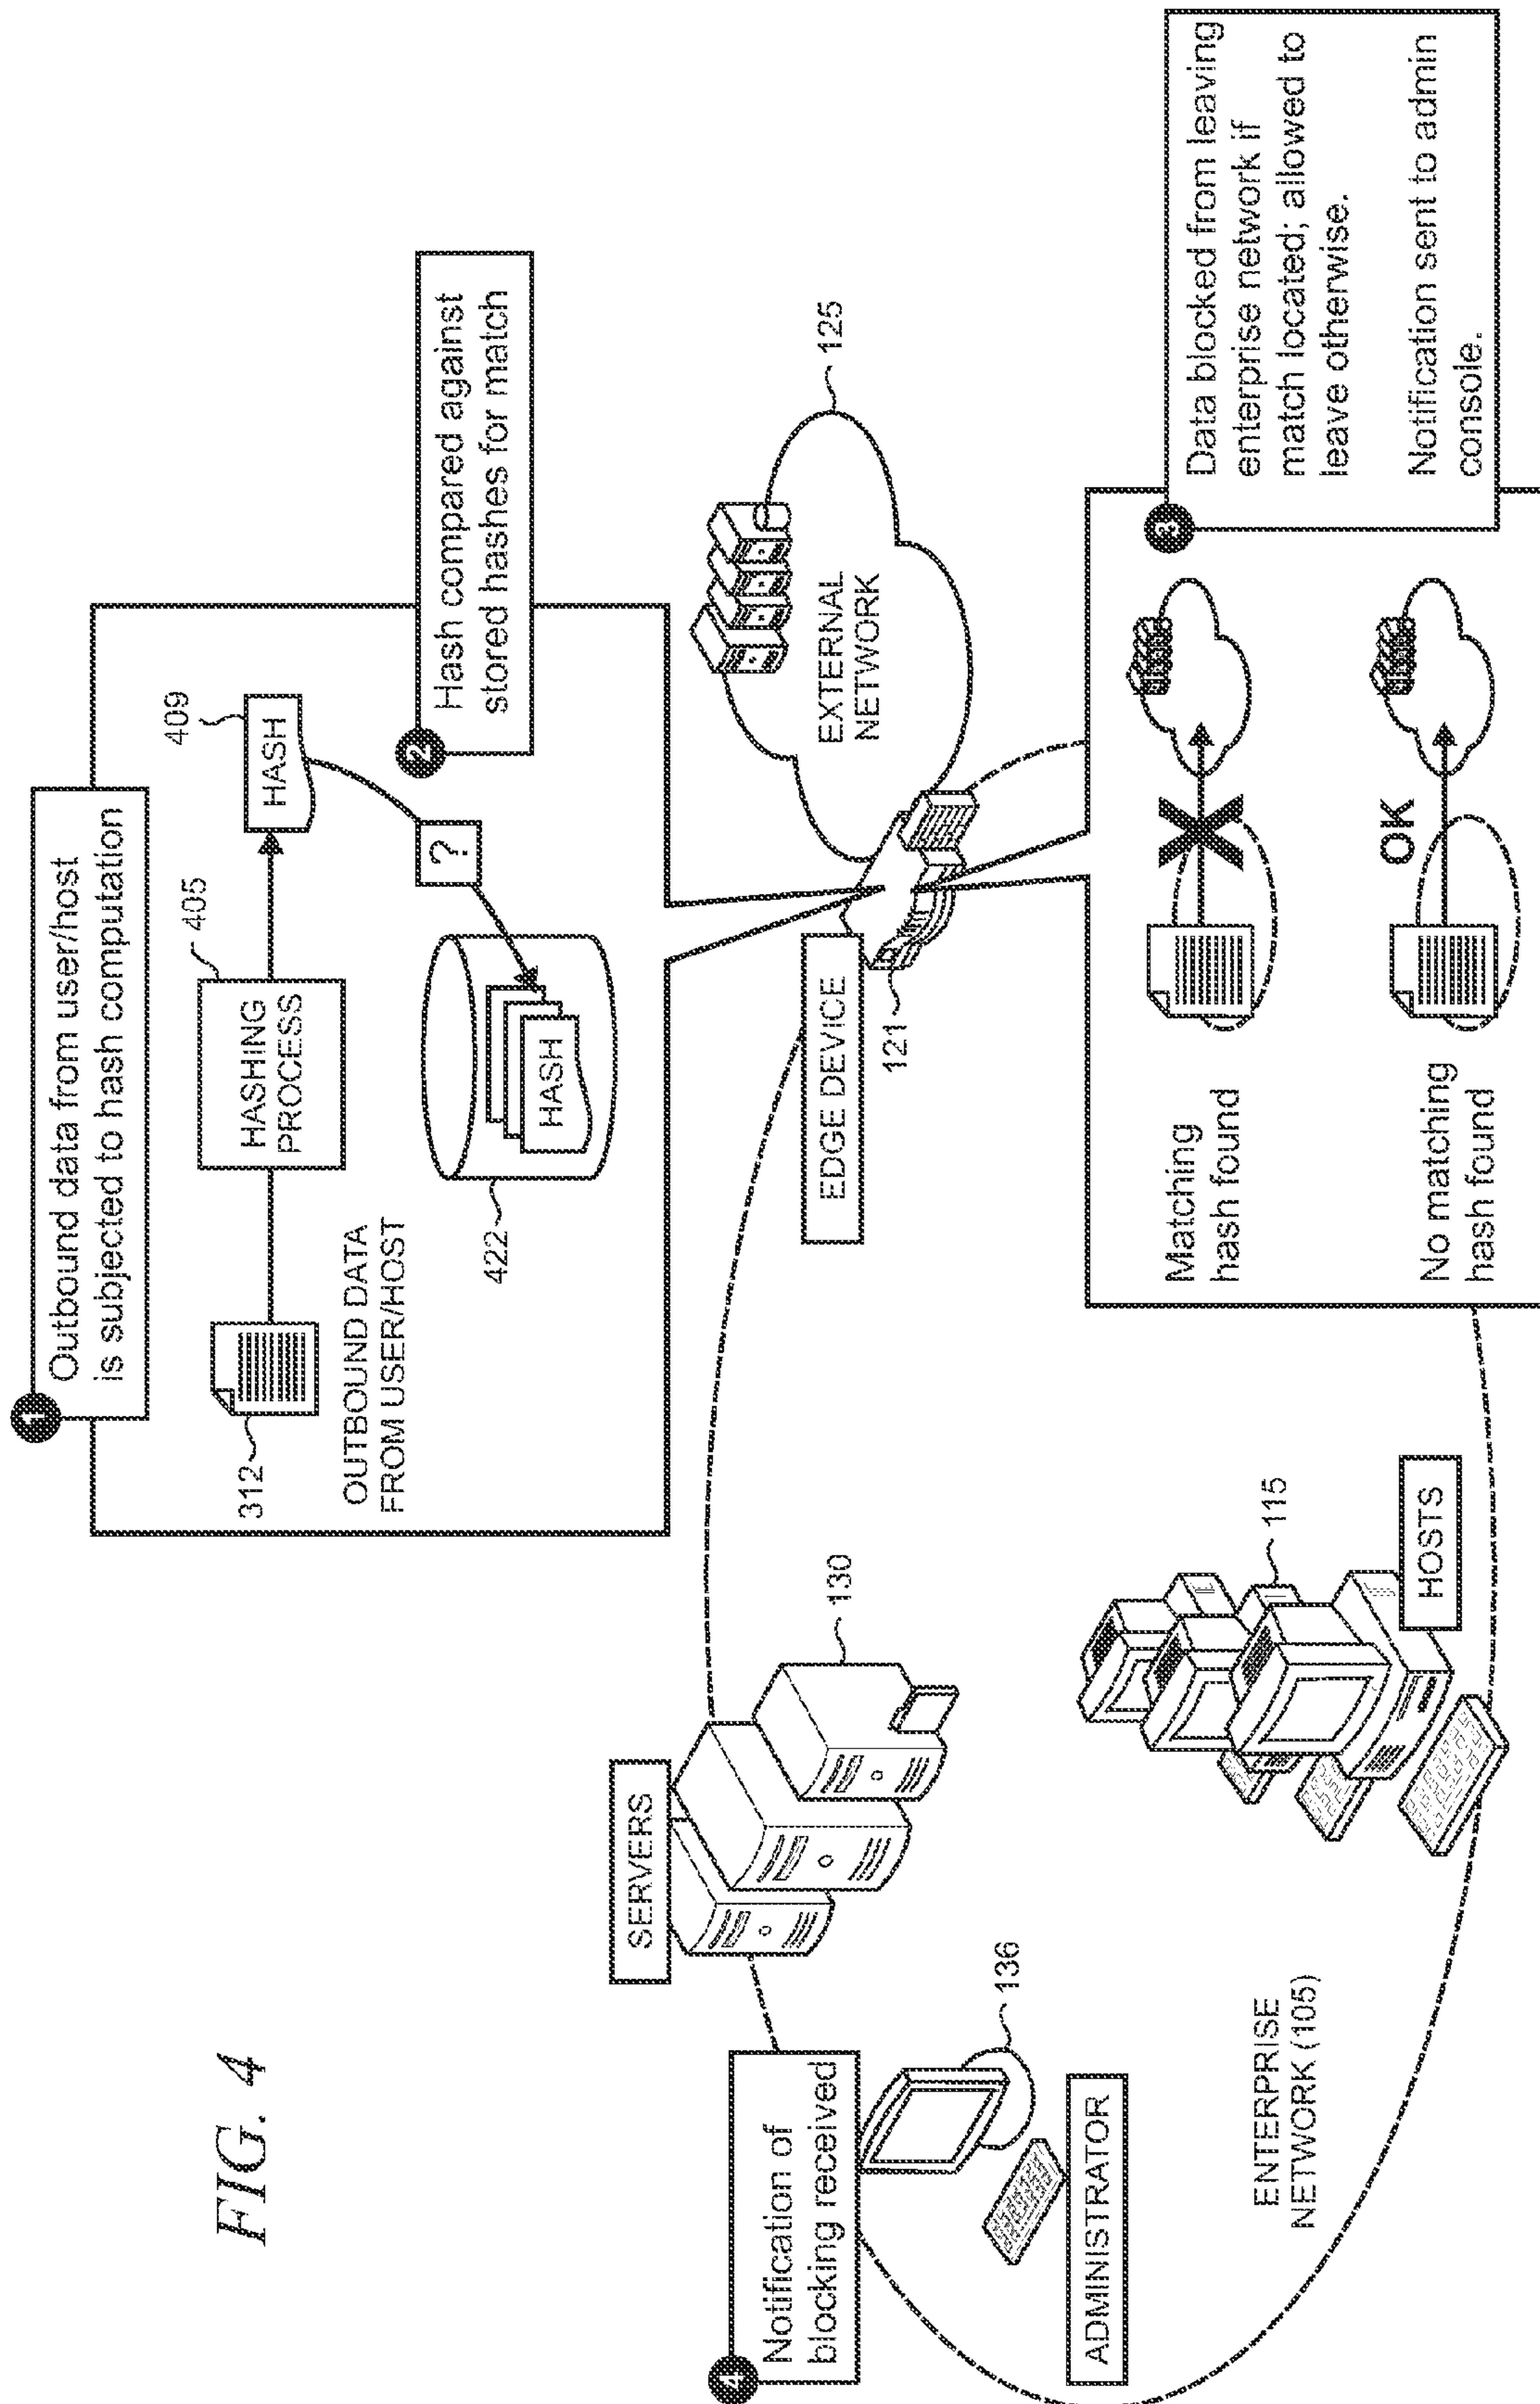 FIG. 4
1
Outbound data from user/host
is subjected to hash computation
312
OUTBOUND DATA
FROM USER/HOST
HASHING
PROCESS
405
HASH
409
?
422
HASH
2
Hash compared against
stored hashes for match
SERVERS
130
EDGE DEVICE
121
EXTERNAL
NETWORK
125
4
Notification of
blocking received
136
ADMINISTRATOR
ENTERPRISE
NETWORK (105)
115
HOSTS
Matching
hash found
X
No matching
hash found
OK
3
Data blocked from leaving
enterprise network if
match located; allowed to
leave otherwise.
Notification sent to admin
console.